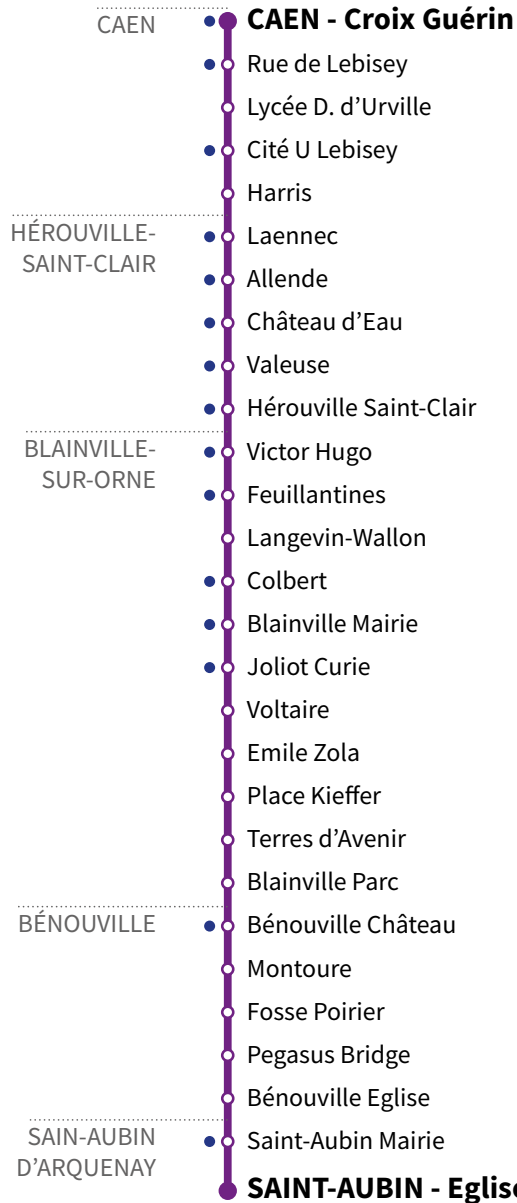 CAEN
CAEN - Croix Guérin
Rue de Lebisey
Lycée D. d’Urville
Cité U Lebisey
Harris
HÉROUVILLE-
SAINT-CLAIR
Laennec
Allende
Château d’Eau
Valeuse
Hérouville Saint-Clair
BLAINVILLE-
SUR-ORNE
Victor Hugo
Feuillantines
Langevin-Wallon
Colbert
Blainville Mairie
Joliot Curie
Voltaire
Emile Zola
Place Kieffer
Terres d’Avenir
Blainville Parc
BÉNOUVILLE
Bénouville Château
Montoure
Fosse Poirier
Pegasus Bridge
Bénouville Eglise
SAIN-AUBIN
D’ARQUENAY
Saint-Aubin Mairie
SAINT-AUBIN - Eglise